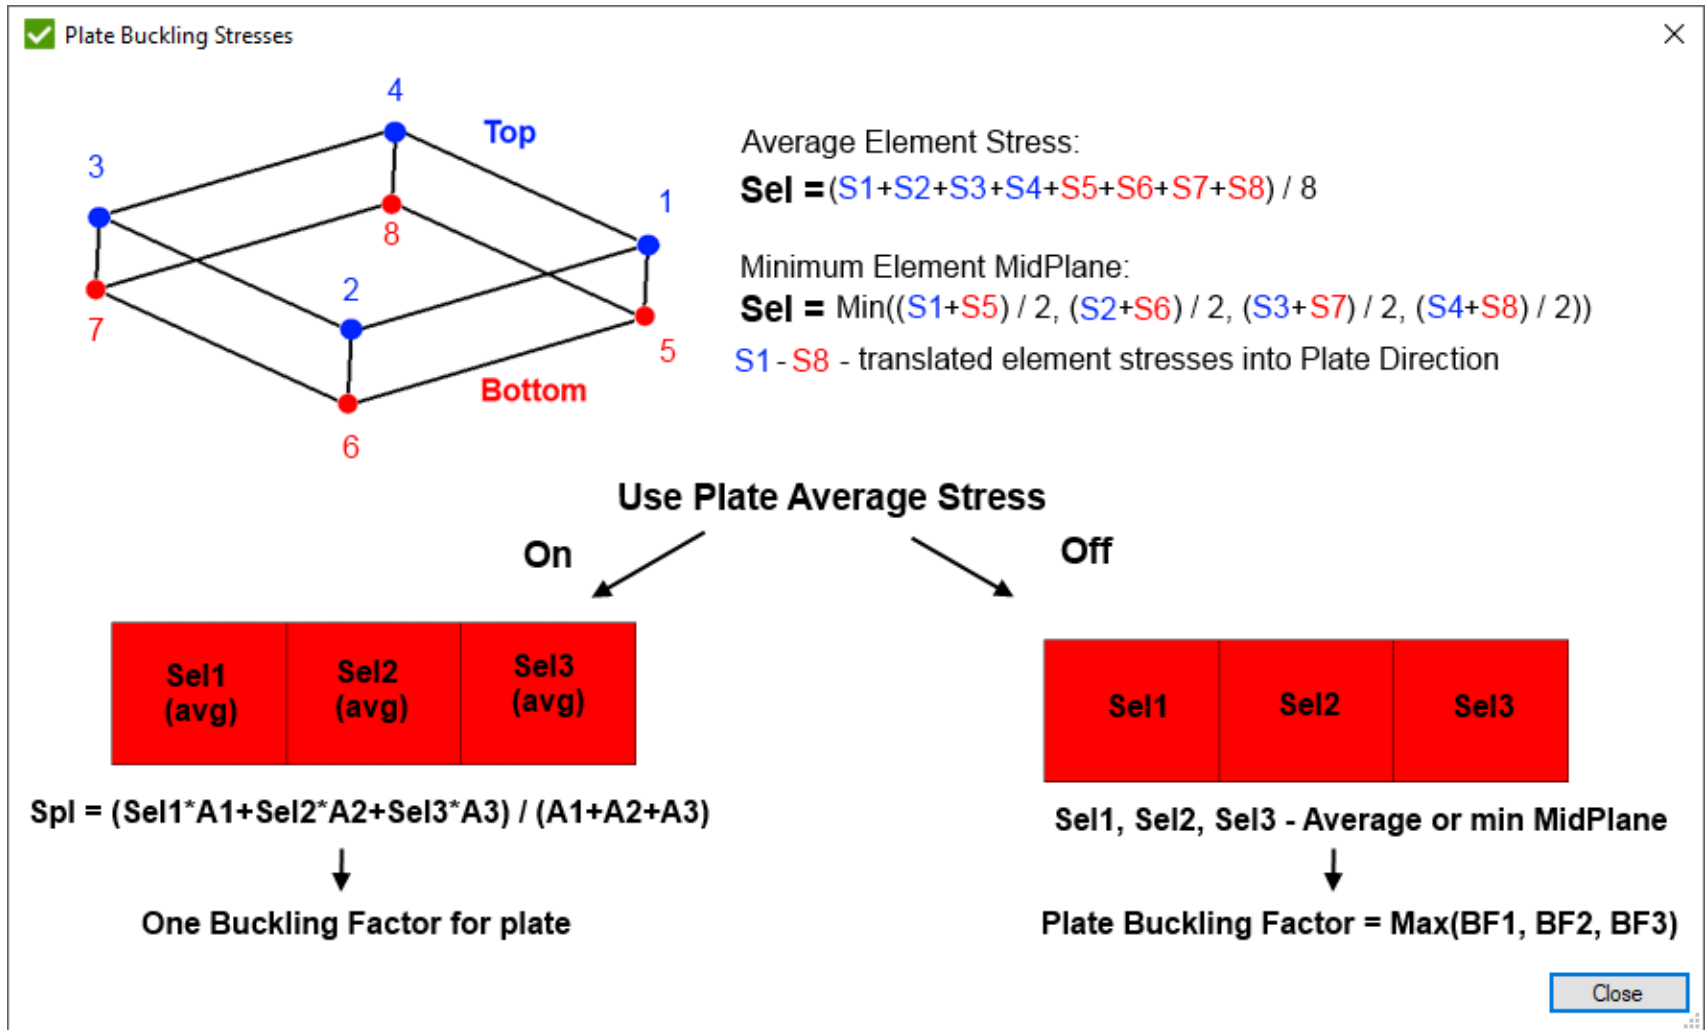 Plate Buckling Stresses
4
Top
3
1
8
2
7
5
Bottom
6
Average Element Stress:
Sel =(S1+S2+S3+S4+S5+S6+S7+S8) / 8
Minimum Element MidPlane:
Sel = Min((S1+S5) / 2, (S2+S6) / 2, (S3+S7) / 2, (S4+S8) / 2))
S1 - S8 - translated element stresses into Plate Direction
Use Plate Average Stress
On
Off
Sel1 (avg)
Sel2 (avg)
Sel3 (avg)
Spl = (Sel1*A1+Sel2*A2+Sel3*A3) / (A1+A2+A3)
One Buckling Factor for plate
Sel1
Sel2
Sel3
Sel1, Sel2, Sel3 - Average or min MidPlane
Plate Buckling Factor = Max(BF1, BF2, BF3)
Close